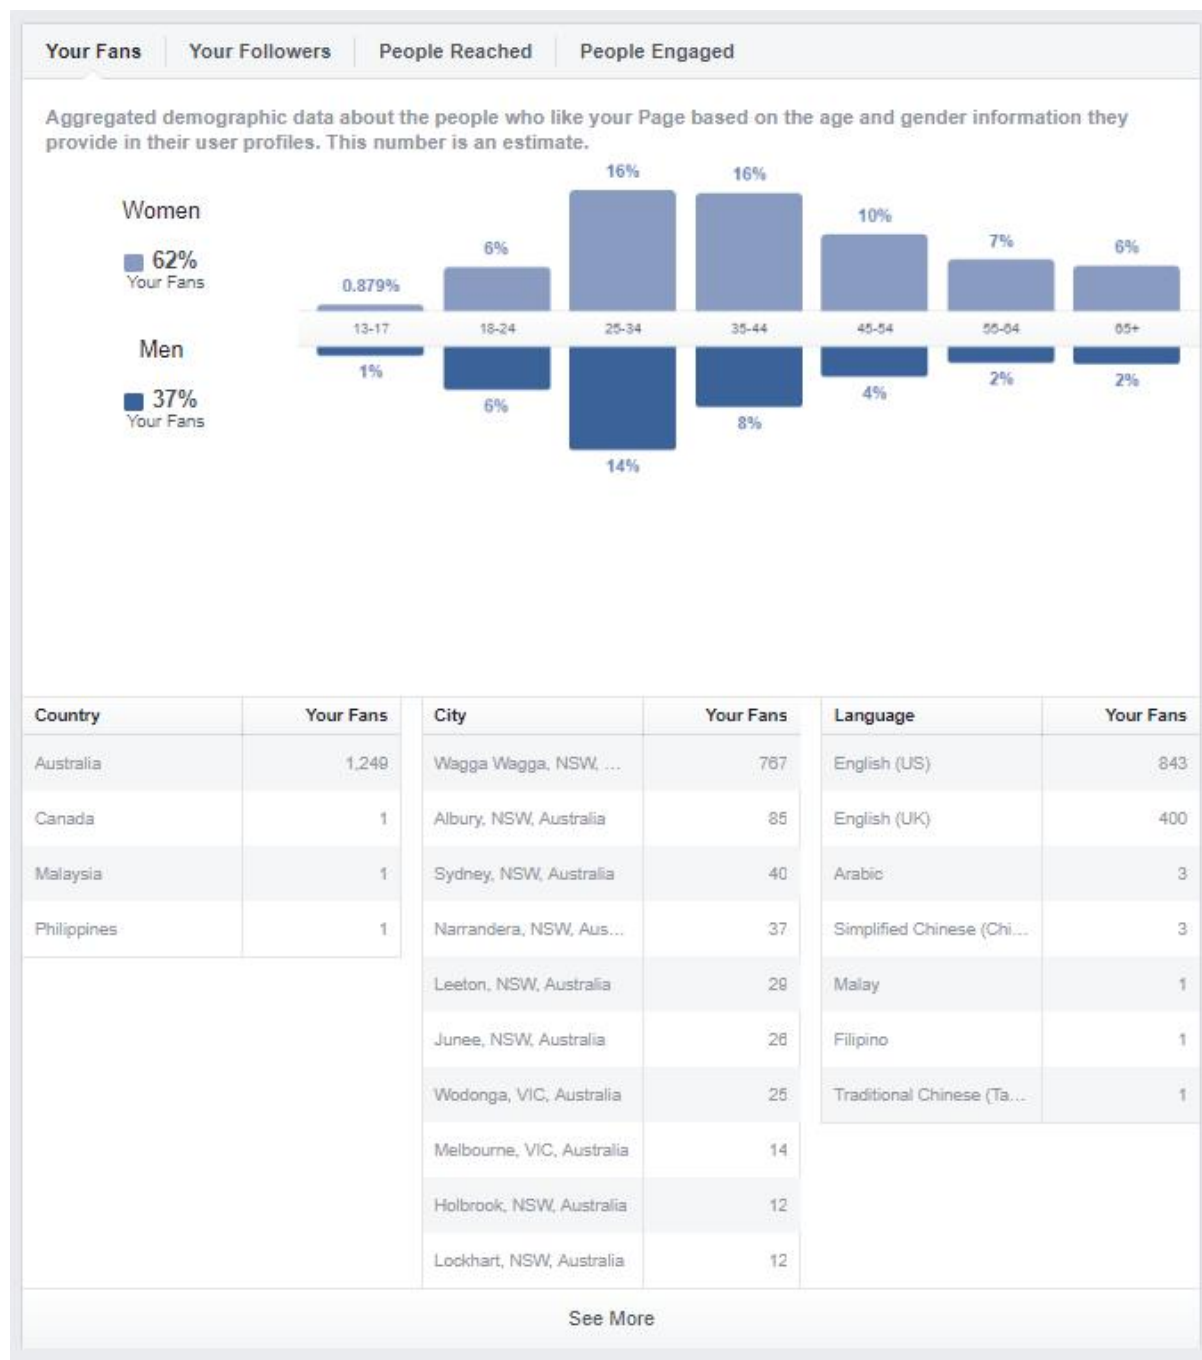 Your Fans Your Followers People Reached People Engaged
Aggregated demographic data about the people who like your Page based on the age and gender information they
provide in their user profiles. This number is an estimate.
Women
62%
Your Fans
Men
37%
Your Fans
0.879% 6% 16% 16% 10% 7% 6%
13-17 18-24 25-34 35-44 45-54 55-64 65+
1% 6% 14% 8% 4% 2% 2%
Country Your Fans
Australia 1,249
Canada 1
Malaysia 1
Philippines 1
City Your Fans
Wagga Wagga, NSW, ... 767
Albury, NSW, Australia 85
Sydney, NSW, Australia 40
Narrandera, NSW, Aus... 37
Leeton, NSW, Australia 29
Junee, NSW, Australia 26
Wodonga, VIC, Australia 25
Melbourne, VIC, Australia 14
Holbrook, NSW, Australia 12
Lockhart, NSW, Australia 12
Language Your Fans
English (US) 843
English (UK) 400
Arabic 3
Simplified Chinese (Chi... 3
Malay 1
Filipino 1
Traditional Chinese (Ta... 1
See More